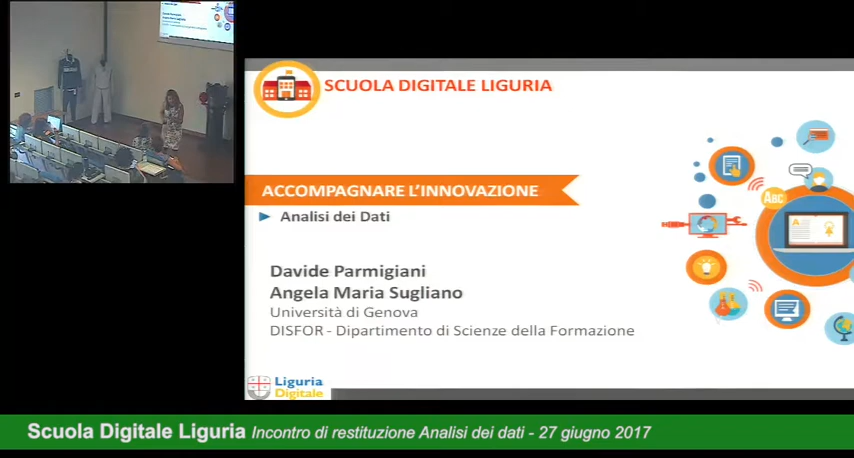 SCUOLA DIGITALE LIGURIA
ACCOMPAGNARE L'INNOVAZIONE
Analisi dei Dati
Davide Parmigiani
Angela Maria Sugliano
Università di Genova
DISFOR - Dipartimento di Scienze della Formazione
ABC
A
Liguria
Digitale
Scuola Digitale Liguria Incontro di restituzione Analisi dei dati - 27 giugno 2017